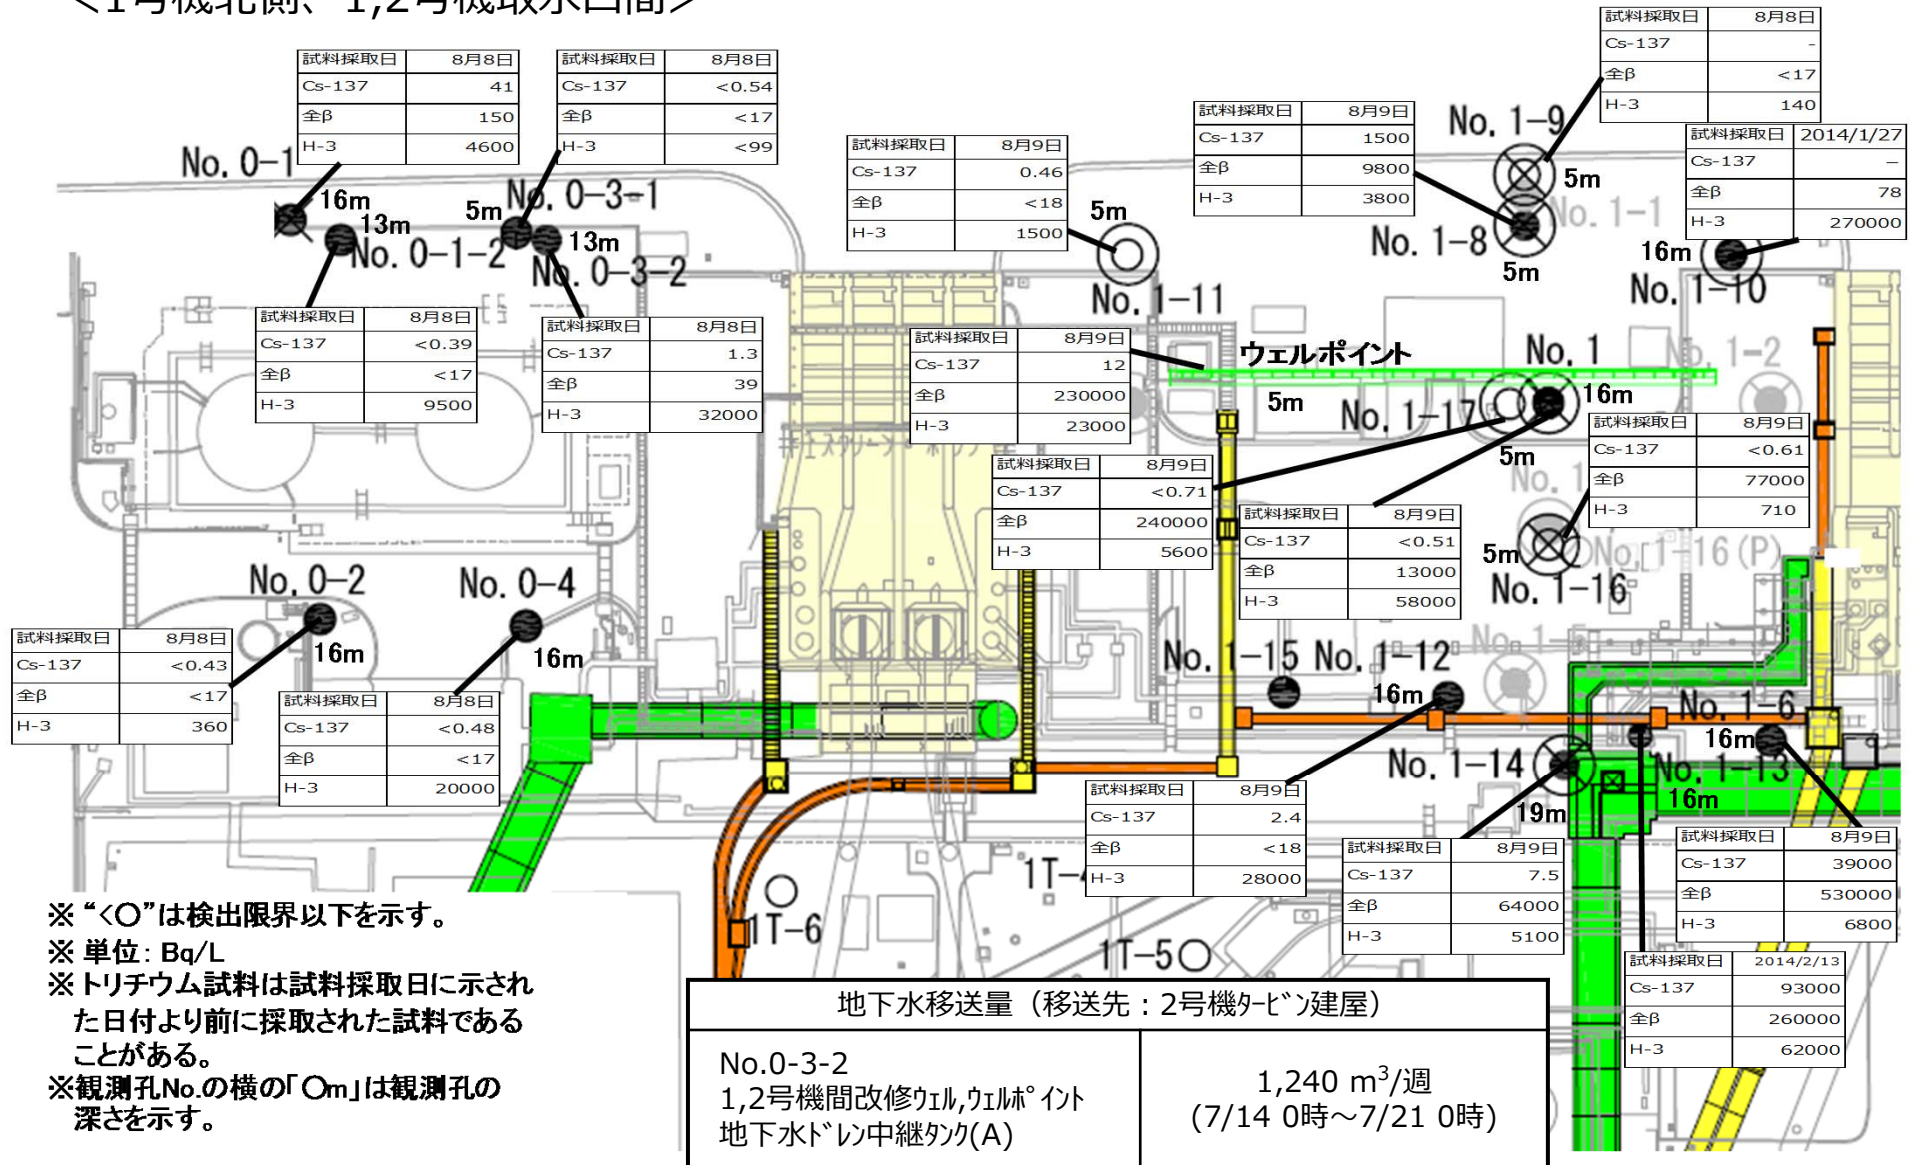 <1号機北側、1,2号機取水口間>
試料採取日 8月8日
Cs-137 41
全β 150
H-3 4600
試料採取日 8月8日
Cs-137 <0.54
全β <17
H-3 <99
試料採取日 8月9日
Cs-137 0.46
全β <18
H-3 1500
試料採取日 8月9日
Cs-137 1500
全β 9800
H-3 3800
試料採取日 8月8日
Cs-137 -
全β <17
H-3 140
試料採取日 2014/1/27
Cs-137 –
全β 78
H-3 270000
No. 0-1
16m
13m
No. 0-1-2
5m
No. 0-3-1
13m
No. 0-3-2
5m
No. 1-11
No. 1-9
5m
No. 1-1
No. 1-8
5m
16m
No. 1-10
試料採取日 8月8日
Cs-137 <0.39
全β <17
H-3 9500
試料採取日 8月8日
Cs-137 1.3
全β 39
H-3 32000
試料採取日 8月9日
Cs-137 12
全β 230000
H-3 23000
ウェルポイント
5m
No. 1
16m
No. 1-2
No. 1-17
5m
試料採取日 8月9日
Cs-137 <0.71
全β 240000
H-3 5600
試料採取日 8月9日
Cs-137 <0.51
全β 13000
H-3 58000
試料採取日 8月9日
Cs-137 <0.61
全β 77000
H-3 710
5m
No. 1-16(P)
No. 1-16
No. 0-2
16m
No. 0-4
16m
試料採取日 8月8日
Cs-137 <0.43
全β <17
H-3 360
試料採取日 8月8日
Cs-137 <0.48
全β <17
H-3 20000
No. 1-15
No. 1-12
16m
No. 1-5
No. 1-6
16m
No. 1-14
19m
No. 1-13
16m
試料採取日 8月9日
Cs-137 2.4
全β <18
H-3 28000
試料採取日 8月9日
Cs-137 7.5
全β 64000
H-3 5100
試料採取日 8月9日
Cs-137 39000
全β 530000
H-3 6800
試料採取日 2014/2/13
Cs-137 93000
全β 260000
H-3 62000
1T-6
1T-5
※“<○”は検出限界以下を示す。
※ 単位: Bq/L
※トリチウム試料は試料採取日に示され
た日付より前に採取された試料である
ことがある。
※観測孔No.の横の「○m」は観測孔の
深さを示す。
地下水移送量（移送先：2号機ﾀｰﾋﾞﾝ建屋）
No.0-3-2
1,2号機間改修ｳｪﾙ,ｳｪﾙﾎﾟｲﾝﾄ
地下水ﾄﾞﾚﾝ中継ﾀﾝｸ(A)
1,240 m³/週
(7/14 0時～7/21 0時)